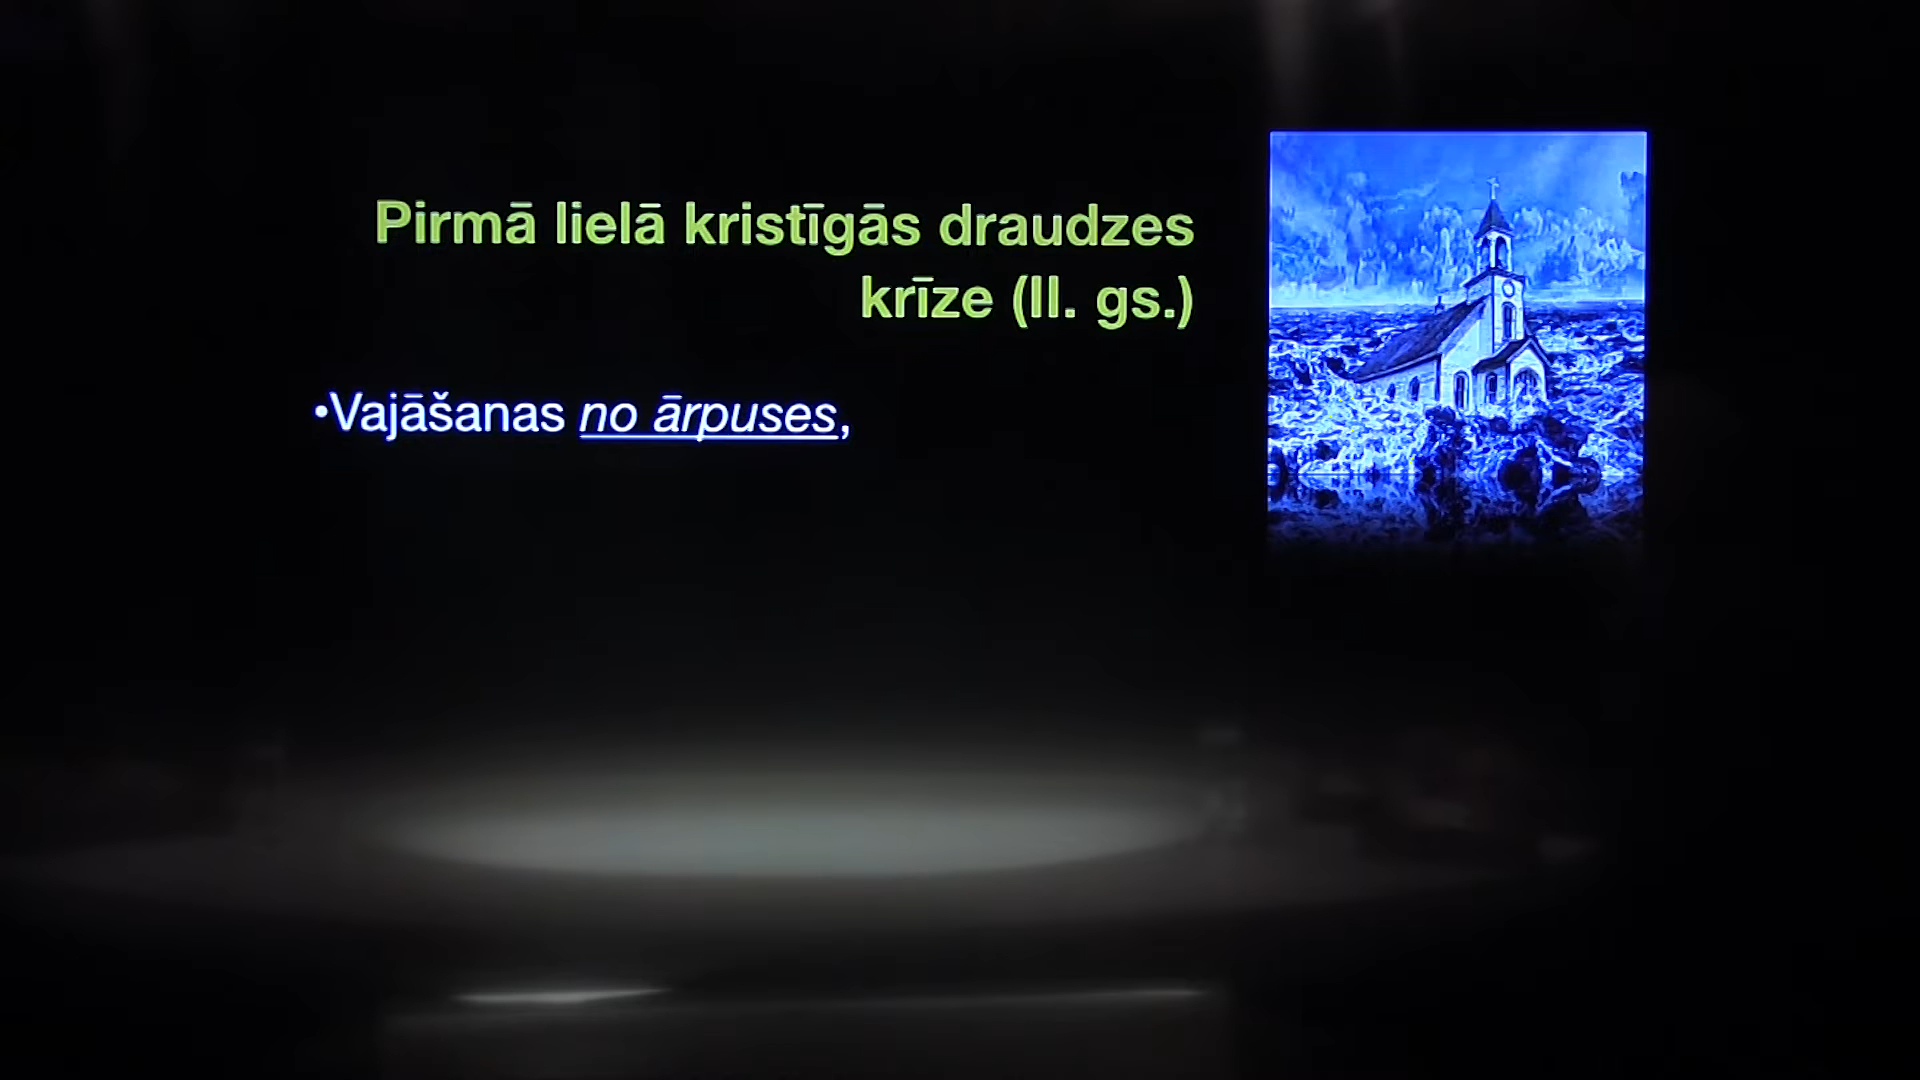 Pirmā lielā kristīgās draudzes
krīze (II. gs.)
•Vajāšanas no ārpuses,